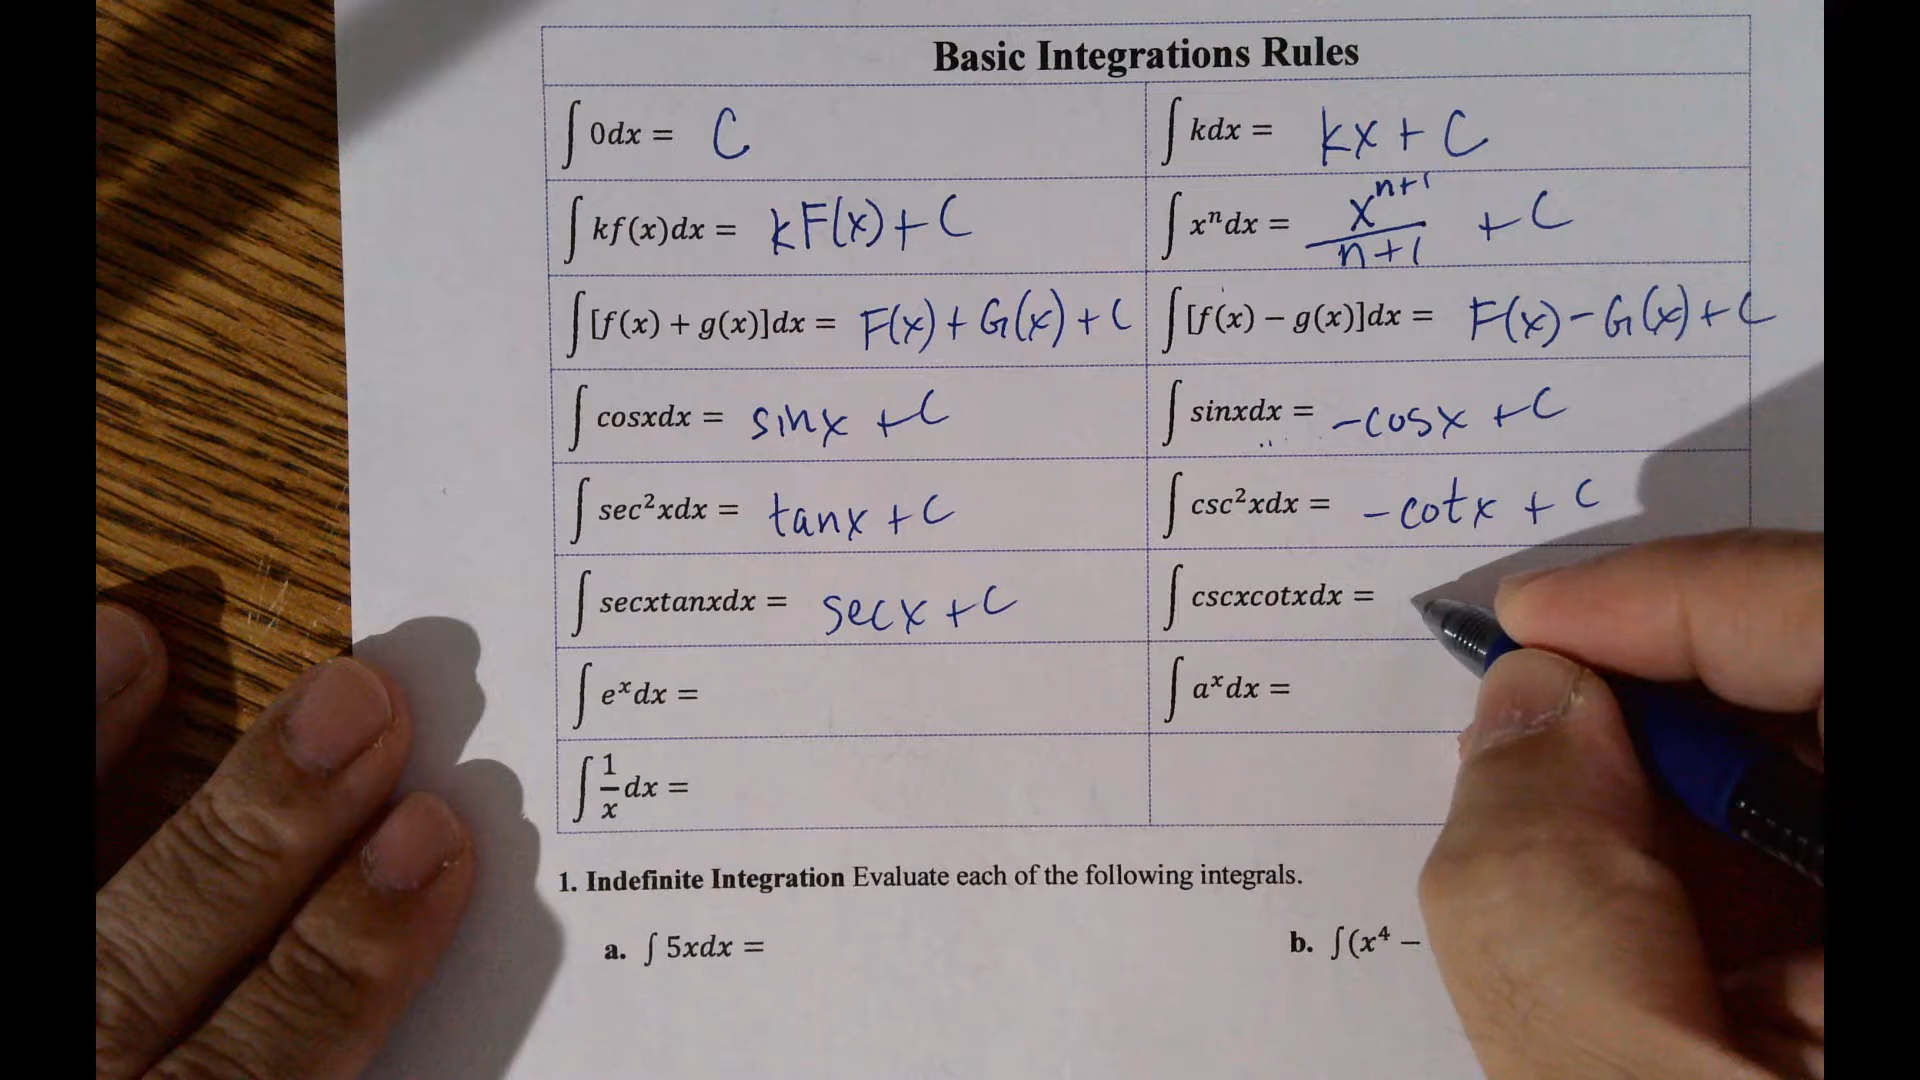 Basic Integrations Rules
∫ 0dx = C
∫ kdx = kx + C
∫ kf(x)dx = kF(x) + C
∫ xⁿdx = xⁿ⁺¹/n+1 + C
∫ [f(x) + g(x)]dx = F(x) + G(x) + C
∫ [f(x) − g(x)]dx = F(x) − G(x) + C
∫ cosxdx = sinx + C
∫ sinxdx = -cosx + C
∫ sec²xdx = tanx + C
∫ csc²xdx = -cotx + C
∫ secxtanxdx = secx + C
∫ cscxcotxdx =
∫ eˣdx =
∫ aˣdx =
∫ 1/x dx =
1. Indefinite Integration Evaluate each of the following integrals.
a. ∫ 5xdx =
b. ∫(x⁴ −